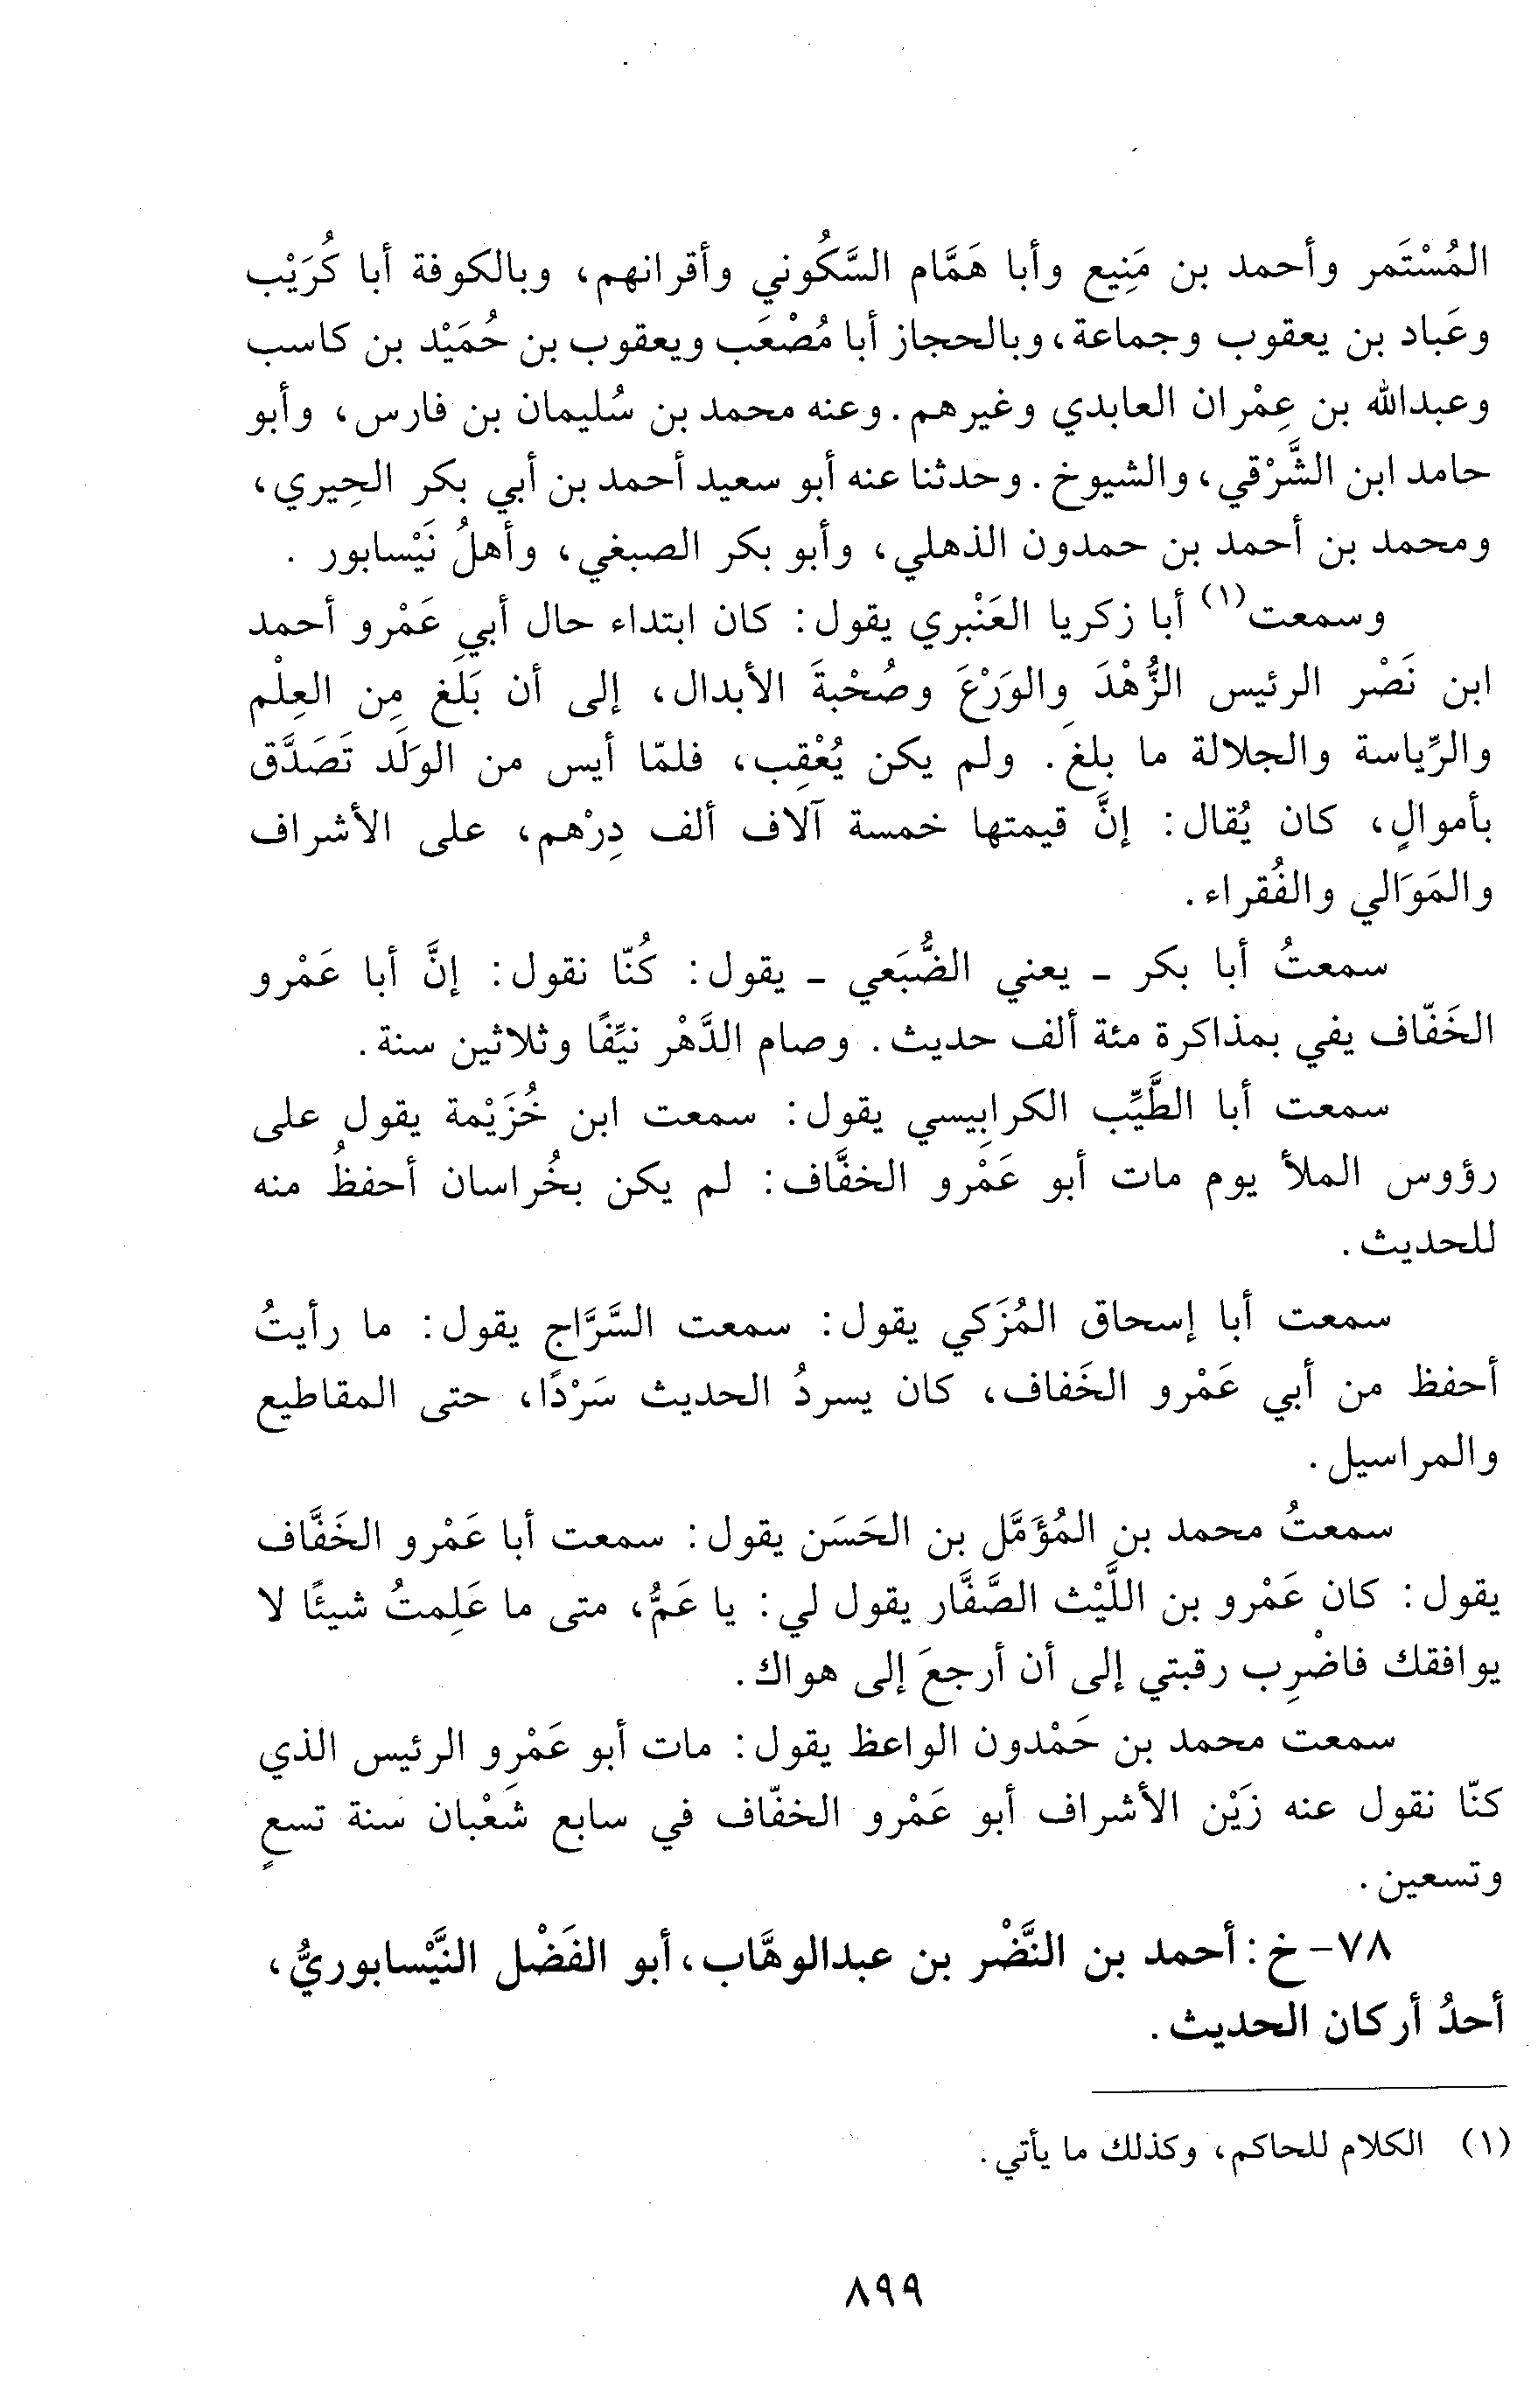 المُسْتَمر وأحمد بن مَنِيع وأبا هَمَّام السَّكُوني وأقرانهم، وبالكوفة أبا كُرَيْب
وعَباد بن يعقوب وجماعة، وبالحجاز أبا مُصْعَب ويعقوب بن حُمَيْد بن كاسب
وعبدالله بن عِمْران العابدي وغيرهم. وعنه محمد بن سُليمان بن فارس، وأبو
حامد ابن الشَّرْقي، والشيوخ. وحدثنا عنه أبو سعيد أحمد بن أبي بكر الحِيري،
ومحمد بن أحمد بن حمدون الذهلي، وأبو بكر الصبغي، وأهلُ نَيْسابور .
وسمعت(١) أبا زكريا العَنْبري يقول: كان ابتداء حال أبي عَمْرو أحمد
ابن نَصْر الرئيس الزُّهْدَ والوَرْعَ وصُحْبةَ الأبدال، إلى أن بَلَغ مِن العِلْم
والرِّياسة والجلالة ما بلغَ. ولم يكن يُعْقِب، فلمّا أيس من الوَلَد تَصَدَّق
بأموالٍ، كان يُقال: إنَّ قيمتها خمسة آلاف ألف دِرْهم، على الأشراف
والمَوَالي والفُقراء.
سمعتُ أبا بكر - يعني الضُّبَعي - يقول: كُنّا نقول: إنَّ أبا عَمْرو
الخَفّاف يفي بمذاكرة مئة ألف حديث. وصام الدَّهْر نيِّفًا وثلاثين سنة.
سمعت أبا الطَّيِّب الكرابِيسي يقول: سمعت ابن خُزَيْمة يقول على
رؤوس الملأ يوم مات أبو عَمْرو الخفَّاف: لم يكن بخُراسان أحفظُ منه
للحديث.
سمعت أبا إسحاق المُزَكي يقول: سمعت السَّرَّاج يقول: ما رأيتُ
أحفظ من أبي عَمْرو الخَفاف، كان يسردُ الحديث سَرْدًا، حتى المقاطيع
والمراسيل.
سمعتُ محمد بن المُؤَمَّل بن الحَسَن يقول: سمعت أبا عَمْرو الخَفَّاف
يقول: كان عَمْرو بن اللَّيْث الصَّفَّار يقول لي: يا عَمُّ، متى ما عَلِمتُ شيئًا لا
يوافقك فاضْرِب رقبتي إلى أن أرجعَ إلى هواك.
سمعت محمد بن حَمْدون الواعظ يقول: مات أبو عَمْرو الرئيس الذي
كنّا نقول عنه زَيْن الأشراف أبو عَمْرو الخفّاف في سابع شَعْبان سنة تسعٍ
وتسعين.
٧٨- خ: أحمد بن النَّضْر بن عبدالوهَّاب، أبو الفَضْل النَّيْسابوريُّ،
أحدُ أركان الحديث.
(١) الكلام للحاكم، وكذلك ما يأتي.
٨٩٩